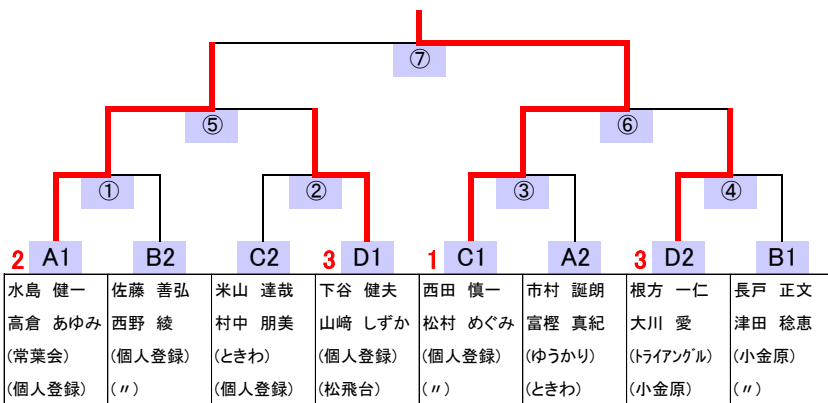 ⑦
⑤ ⑥
① ② ③ ④
2 A1 B2 C2 3 D1 1 C1 A2 3 D2 B1
水島 健一 佐藤 善弘 米山 達哉 下谷 健夫 西田 慎一 市村 誕朗 根方 一仁 長戸 正文
高倉 あゆみ 西野 綾 村中 朋美 山﨑 しずか 松村 めぐみ 富樫 真紀 大川 愛 津田 稔恵
(常葉会) (個人登録) (ときわ) (個人登録) (個人登録) (ゆうかり) (ﾄﾗｲｱﾝｸﾞﾙ) (小金原)
(個人登録) (〃) (個人登録) (松飛台) (〃) (ときわ) (小金原) (〃)